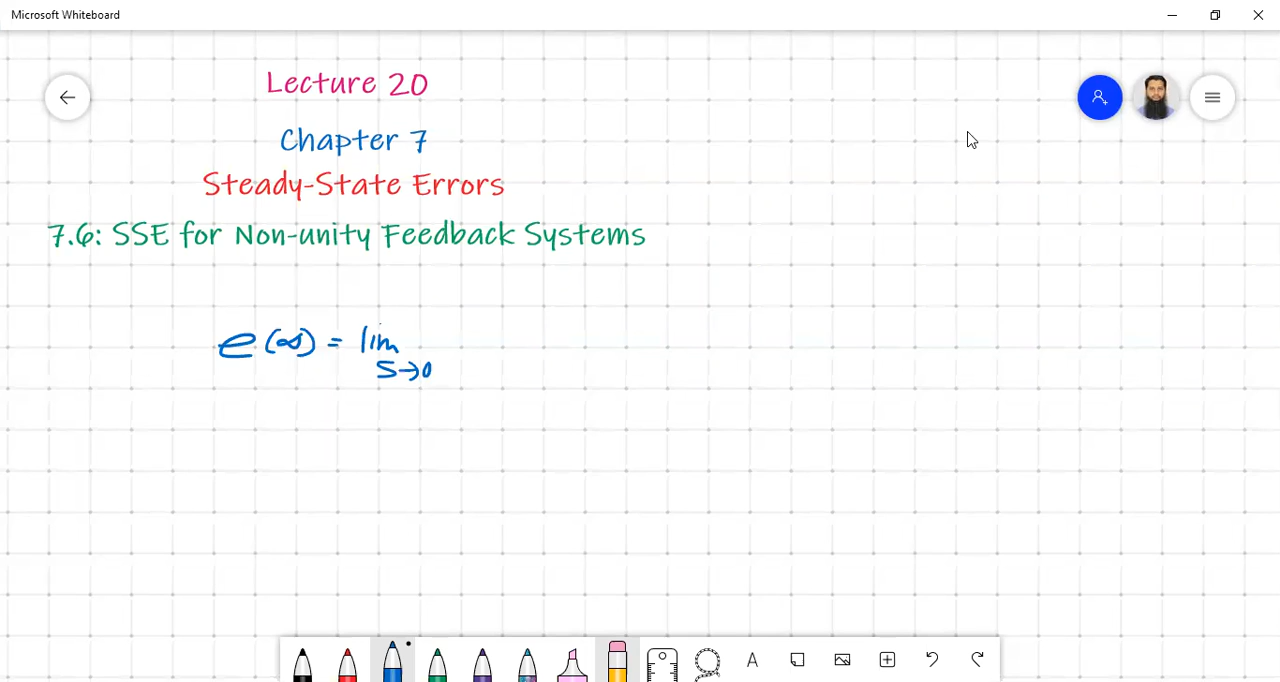 Microsoft Whiteboard
Lecture 20
Chapter 7
Steady-State Errors
7.6: SSE for Non-unity Feedback Systems
e(∞) = lim
s→0
A